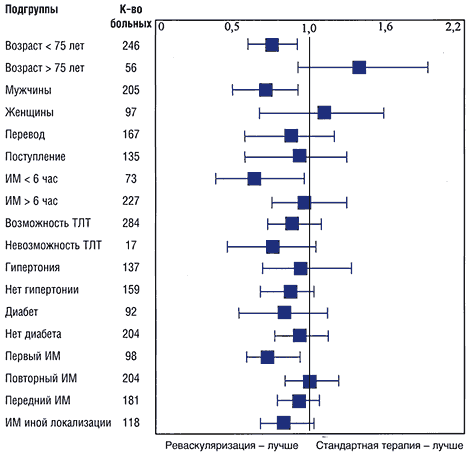 Подгруппы К-во больных 0 0,5 1,0 1,6 2,2
Возраст < 75 лет 246
Возраст > 75 лет 56
Мужчины 205
Женщины 97
Перевод 167
Поступление 135
ИМ < 6 час 73
ИМ > 6 час 227
Возможность ТЛТ 284
Невозможность ТЛТ 17
Гипертония 137
Нет гипертонии 159
Диабет 92
Нет диабета 204
Первый ИМ 98
Повторный ИМ 204
Передний ИМ 181
ИМ иной локализации 118
Реваскуляризация – лучше Стандартная терапия – лучше